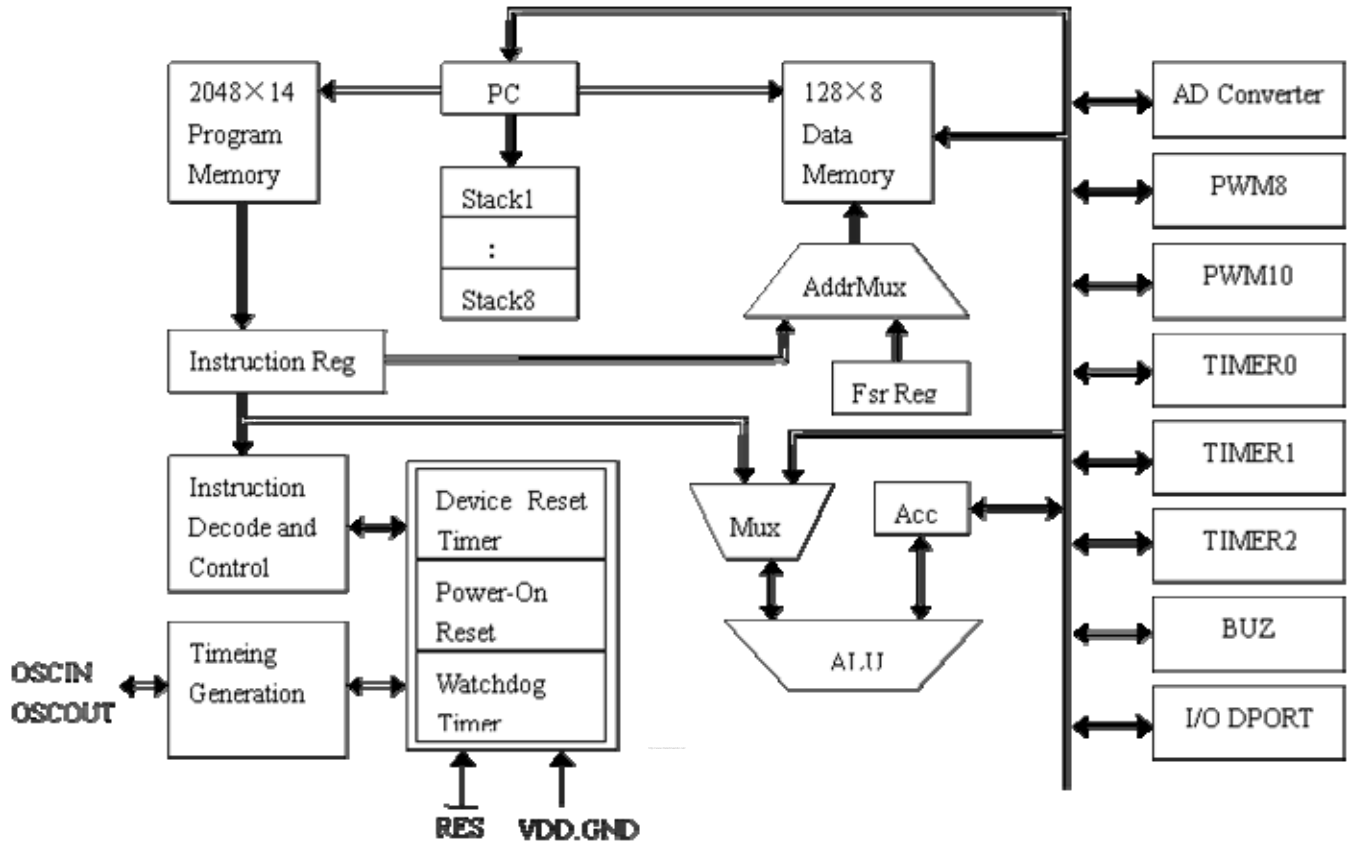 2048×14
Program
Memory
PC
Stack1
:
Stack8
128×8
Data
Memory
AddrMux
Fsr Reg
Instruction Reg
Instruction
Decode and
Control
Timeing
Generation
OSCIN
OSCOUT
Device Reset
Timer
Power-On
Reset
Watchdog
Timer
RES
VDD.GND
Mux
Acc
ALU
AD Converter
PWM8
PWM10
TIMER0
TIMER1
TIMER2
BUZ
I/O DPORT